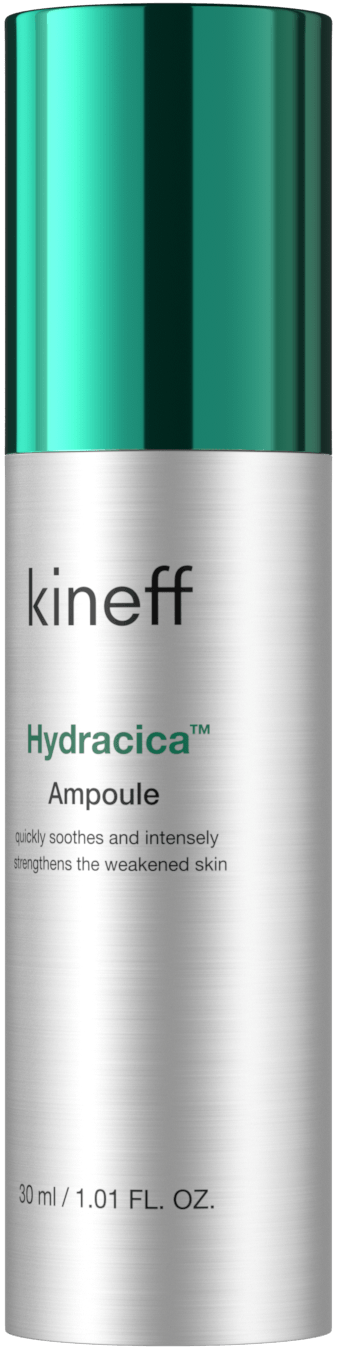 kineff
Hydracica™
Ampoule
quickly soothes and intensely
strengthens the weakened skin
30 ml / 1.01 FL. OZ.